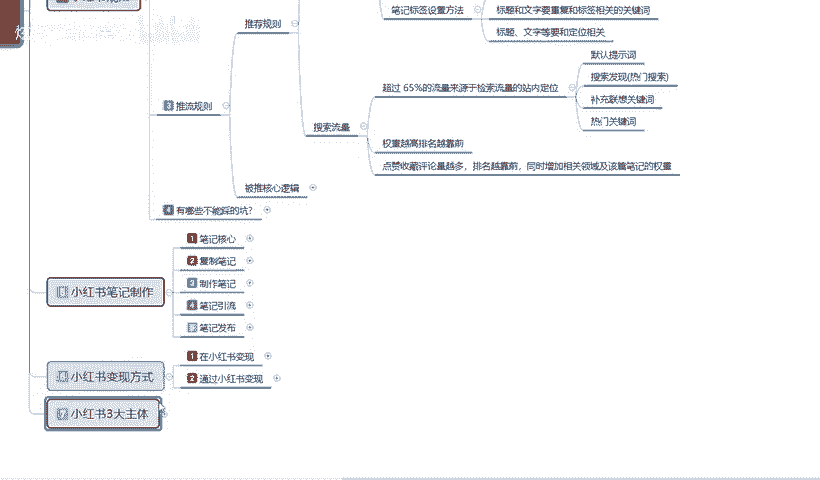 笔记标签设置方法
标题和文字要重复和标签相关的关键词
标题、文字等要和定位相关
推荐规则
推流规则
搜索流量
超过 65%的流量来源于检索流量的站内定位
默认提示词
搜索发现(热门搜索)
补充联想关键词
热门关键词
权重越高排名越靠前
点赞收藏评论量越多，排名越靠前，同时增加相关领域及该篇笔记的权重
被推核心逻辑
有哪些不能踩的坑?
小红书笔记制作
1 笔记核心
2 复制笔记
3 制作笔记
4 笔记引流
笔记发布
小红书变现方式
1 在小红书变现
2 通过小红书变现
小红书3大主体